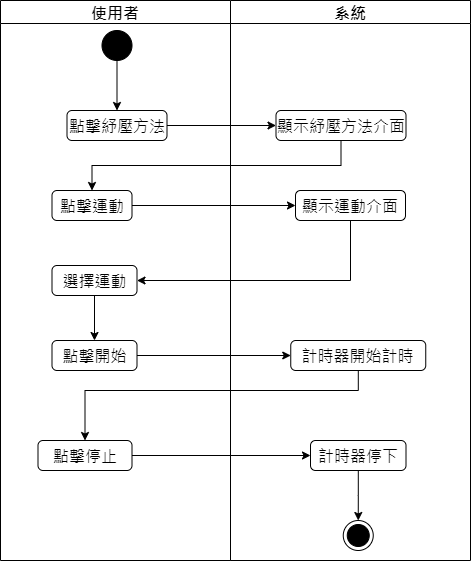 使用者
系統
點擊紓壓方法
顯示紓壓方法介面
點擊運動
顯示運動介面
選擇運動
點擊開始
計時器開始計時
點擊停止
計時器停下